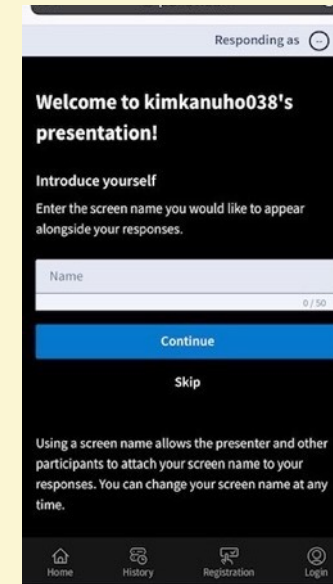 Responding as
Welcome to kimkanuho038's
presentation!
Introduce yourself
Enter the screen name you would like to appear
alongside your responses.
Name
0 / 50
Continue
Skip
Using a screen name allows the presenter and other
participants to attach your screen name to your
responses. You can change your screen name at any
time.
Home History Registration Login